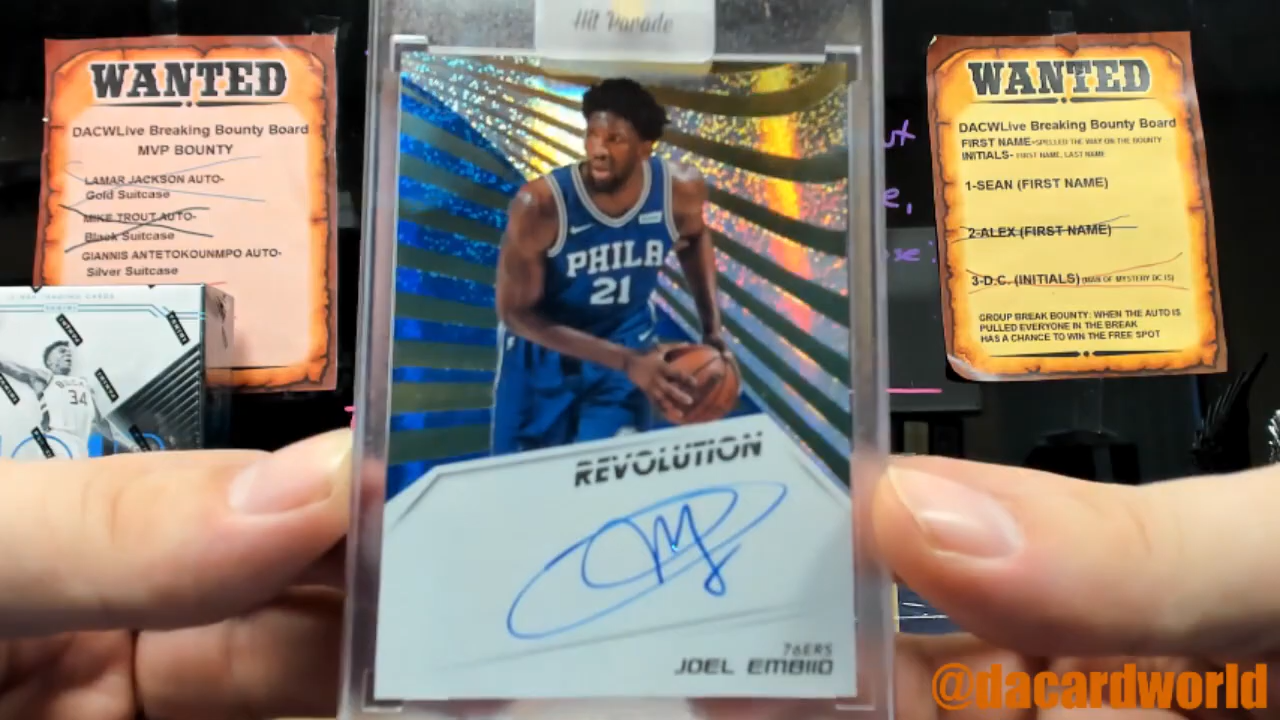 Hit Parade
WANTED
DACWLive Breaking Bounty Board
MVP BOUNTY
LAMAR JACKSON AUTO-
Gold Suitcase
MIKE TROUT AUTO-
Black Suitcase
GIANNIS ANTETOKOUNMPO AUTO-
Silver Suitcase
34
PHILA
21
REVOLUTION
76ERS
JOEL EMBIID
WANTED
DACWLive Breaking Bounty Board
FIRST NAME-SPELLED THE WAY ON THE BOUNTY
INITIALS- FIRST NAME, LAST NAME
1-SEAN (FIRST NAME)
2-ALEX (FIRST NAME)
3-D.C. (INITIALS) (MAN OF MYSTERY DC IS)
GROUP BREAK BOUNTY: WHEN THE AUTO IS
PULLED EVERYONE IN THE BREAK
HAS A CHANCE TO WIN THE FREE SPOT
@dacardworld